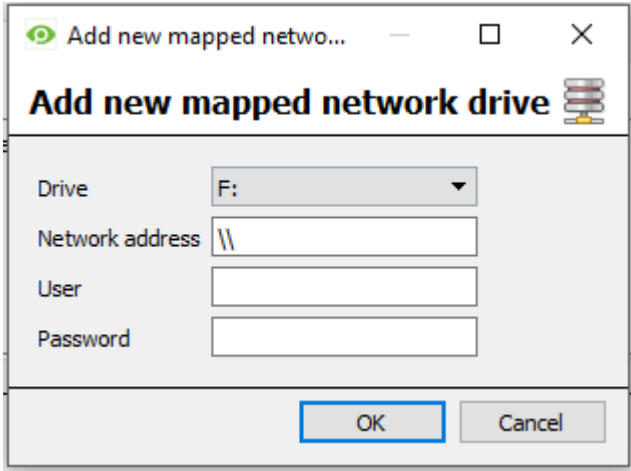 Add new mapped netwo...
Add new mapped network drive
Drive F:
Network address \\
User
Password
OK Cancel